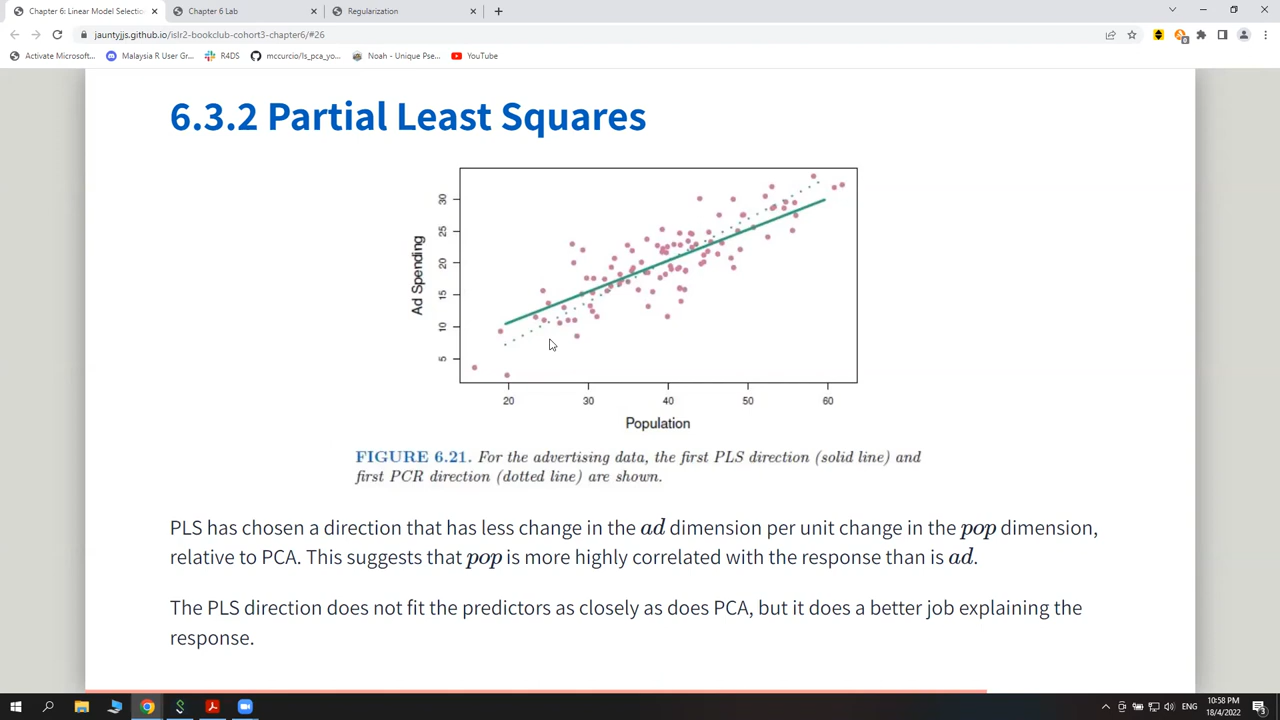 Chapter 6: Linear Model Selectio
Chapter 6 Lab
Regularization
jauntyjjs.github.io/islr2-bookclub-cohort3-chapter6/#26
Activate Microsoft...
Malaysia R User Gr...
R4DS
mccurcio/Is_pca_yo...
Noah - Unique Pse...
YouTube
6.3.2 Partial Least Squares
30
25
20
15
10
5
Ad Spending
20 30 40 50 60
Population
FIGURE 6.21. For the advertising data, the first PLS direction (solid line) and
first PCR direction (dotted line) are shown.
PLS has chosen a direction that has less change in the ad dimension per unit change in the pop dimension,
relative to PCA. This suggests that pop is more highly correlated with the response than is ad.
The PLS direction does not fit the predictors as closely as does PCA, but it does a better job explaining the
response.
ENG
10:58 PM
18/4/2022